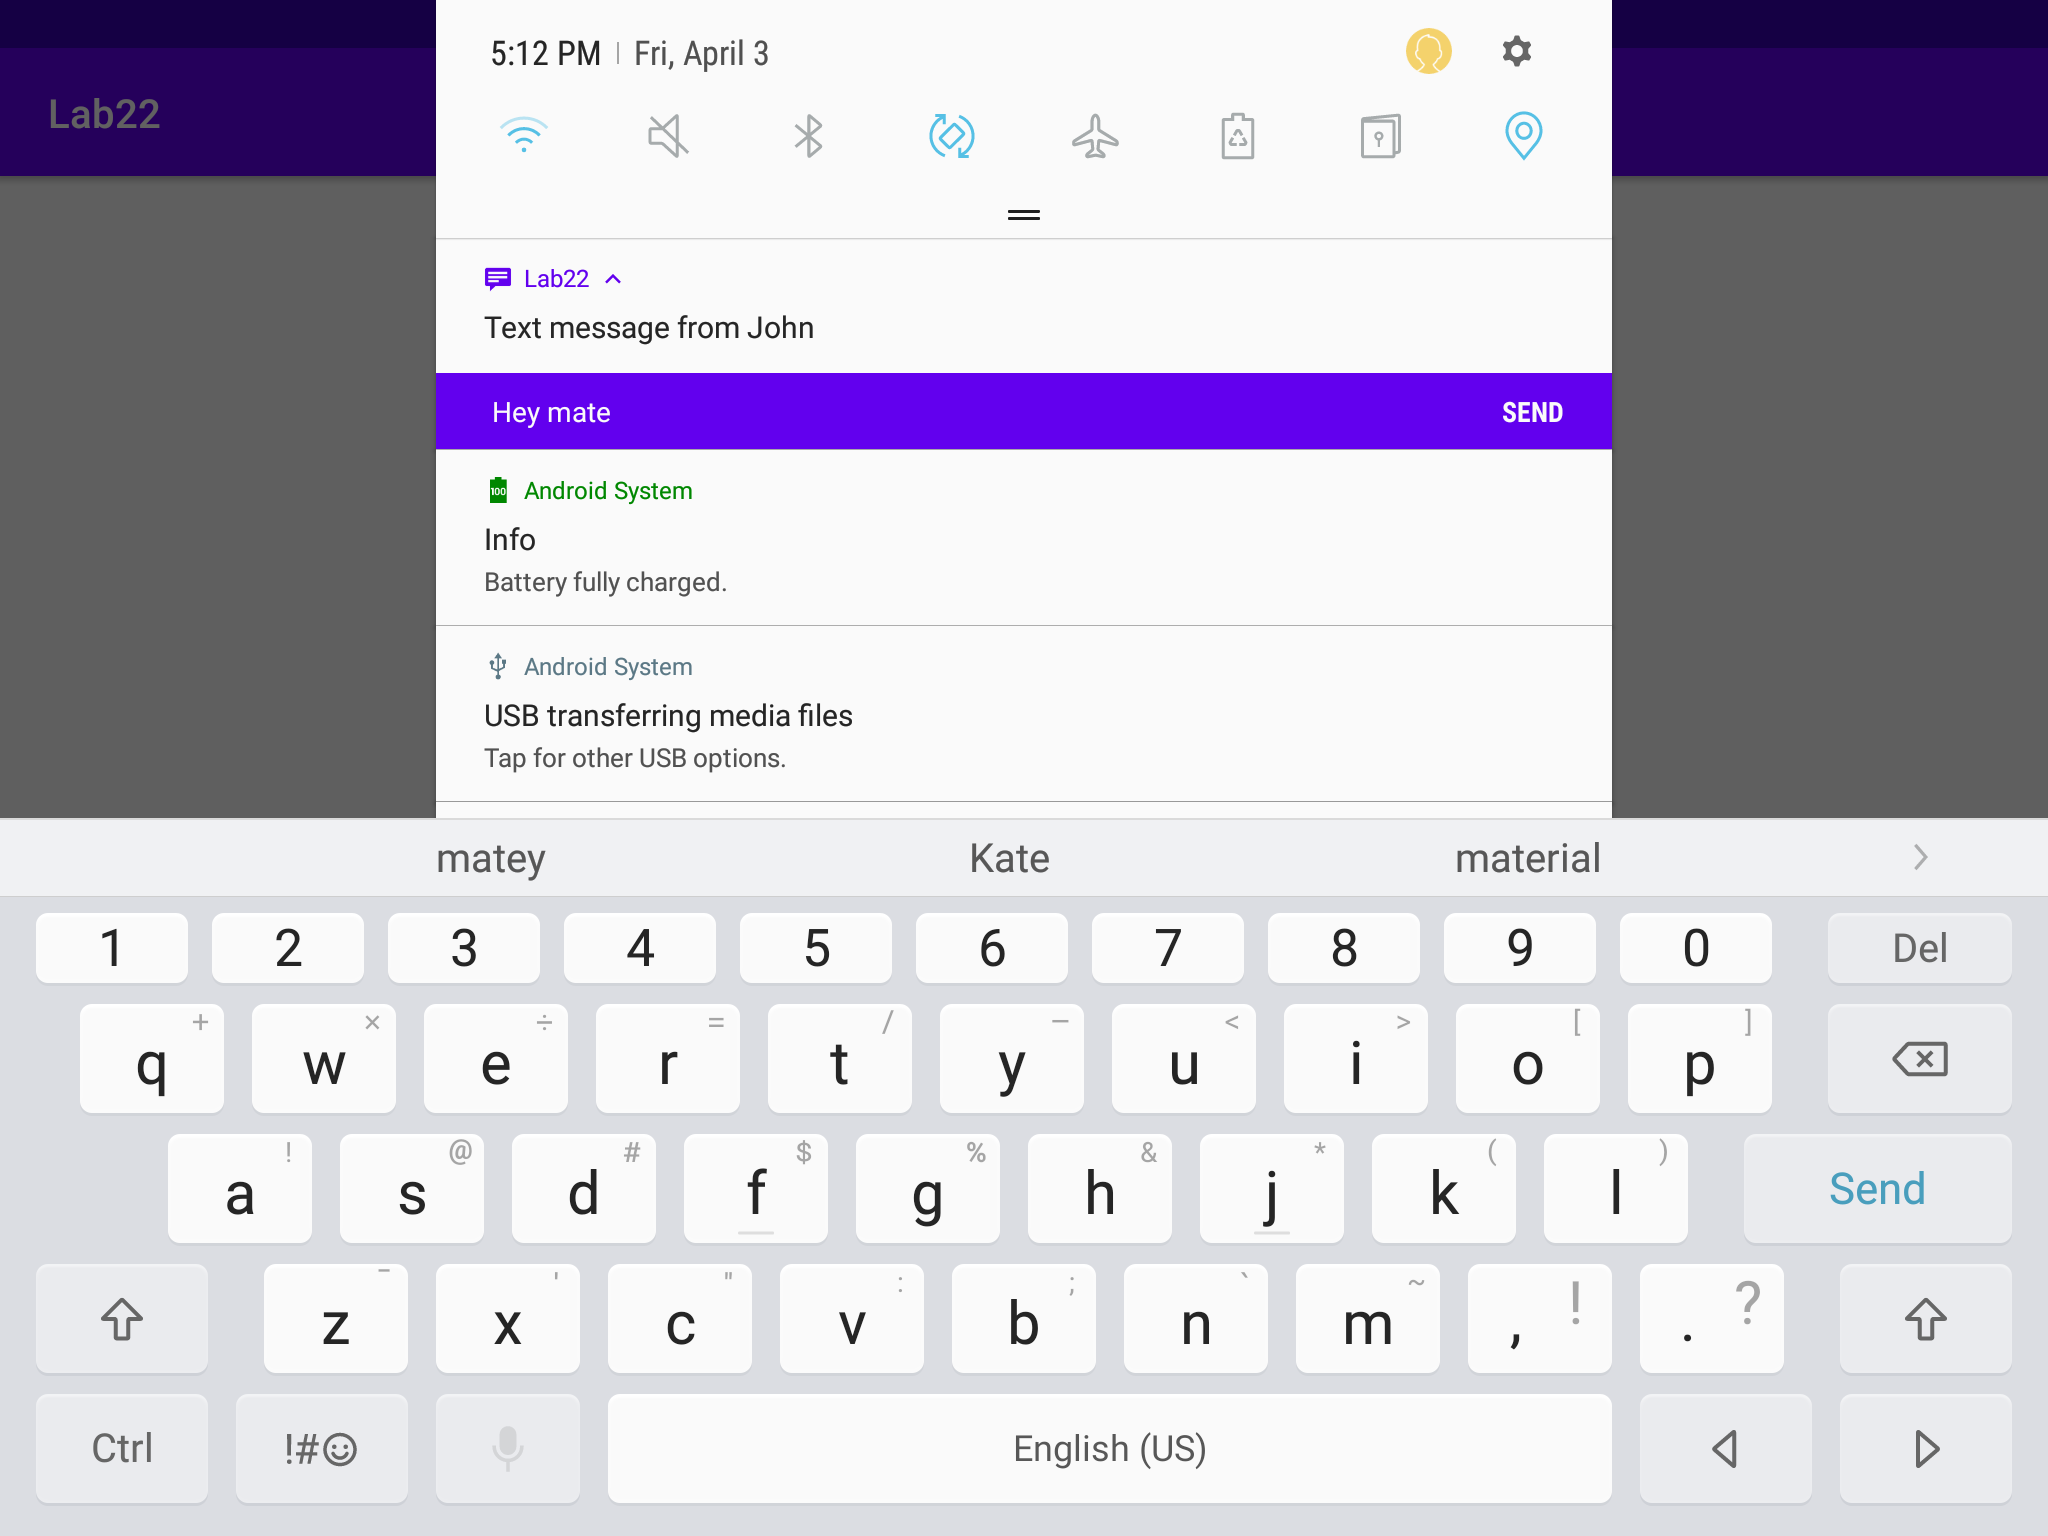 5:12 PM | Fri, April 3
Lab22
Lab22
Text message from John
Hey mate SEND
100 Android System
Info
Battery fully charged.
Android System
USB transferring media files
Tap for other USB options.
matey Kate material
1 2 3 4 5 6 7 8 9 0 Del
+ × ÷ = / – < > [ ]
q w e r t y u i o p
! @ # $ % & * ( )
a s d f g h j k l Send
- ' " : ; ` ~ ! ?
z x c v b n m , .
Ctrl !#☺ English (US)